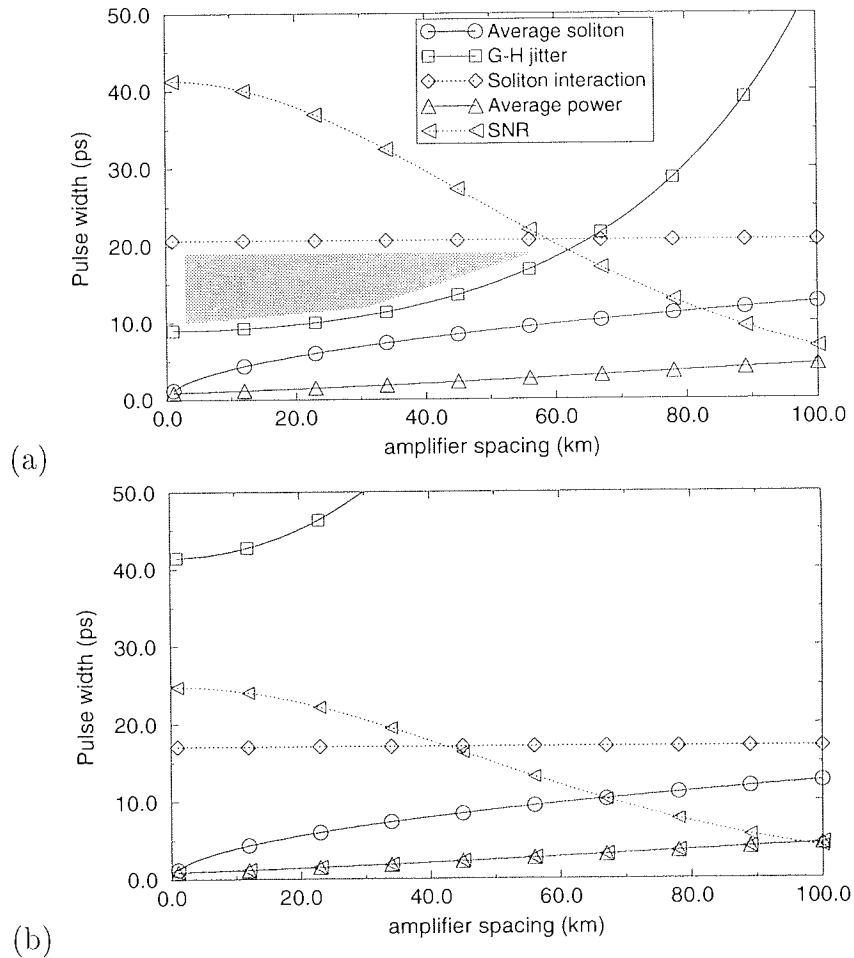 50.0
40.0
30.0
20.0
10.0
0.0
Pulse width (ps)
Average soliton
G-H jitter
Soliton interaction
Average power
SNR
0.0 20.0 40.0 60.0 80.0 100.0
amplifier spacing (km)
(a)
50.0
40.0
30.0
20.0
10.0
0.0
Pulse width (ps)
0.0 20.0 40.0 60.0 80.0 100.0
amplifier spacing (km)
(b)